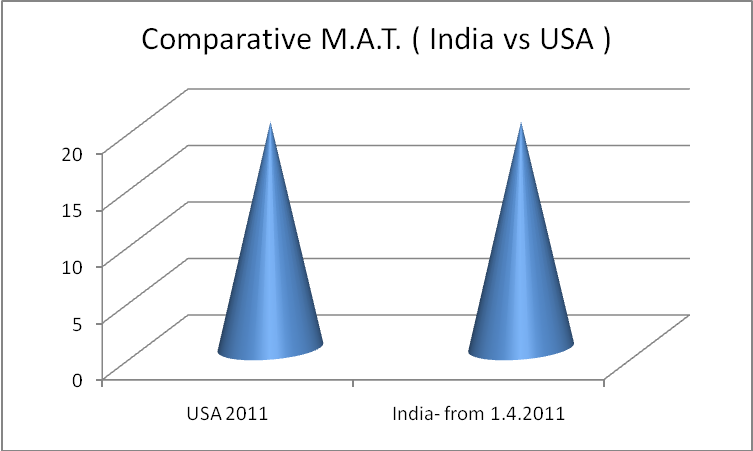 Comparative M.A.T. ( India vs USA )
20
15
10
5
0
USA 2011
India- from 1.4.2011